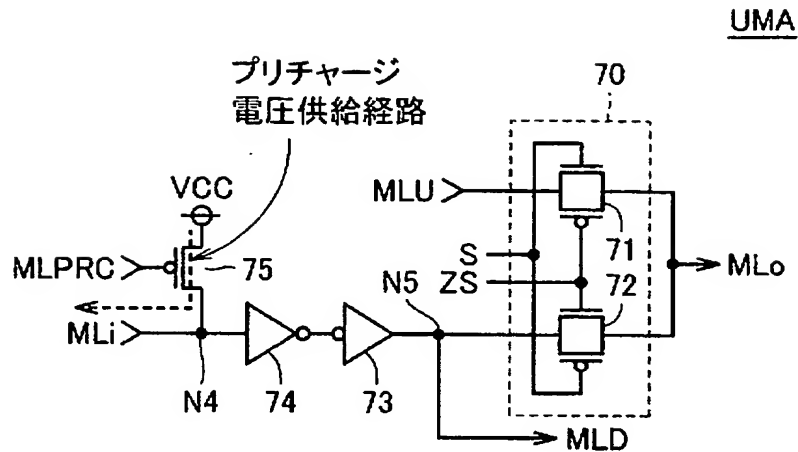 UMA
プリチャージ
電圧供給経路
70
VCC
MLU
71
S
MLPRC
75
ZS
MLo
72
N5
MLi
N4
74
73
MLD